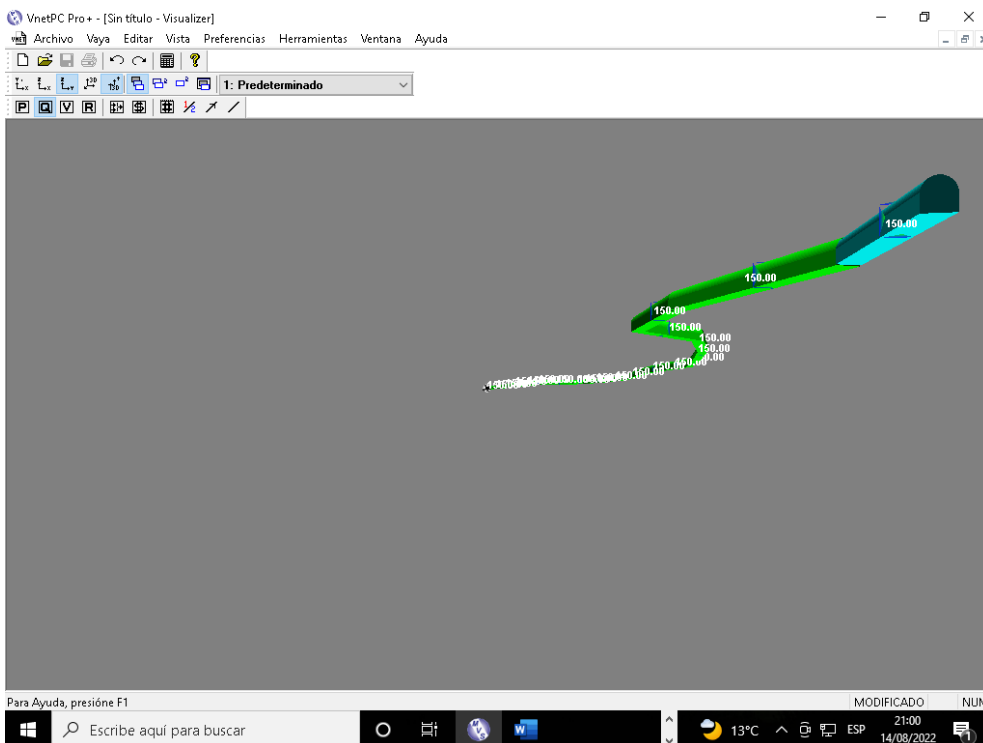 VnetPC Pro+ - [Sin título - Visualizer]
Archivo Vaya Editar Vista Preferencias Herramientas Ventana Ayuda
1: Predeterminado
P Q V R
150.00
150.00
150.00
150.00
150.00
150.00
150.00
150.00
Para Ayuda, presióne F1
MODIFICADO
NUM
Escribe aquí para buscar
13°C
ESP
21:00
14/08/2022